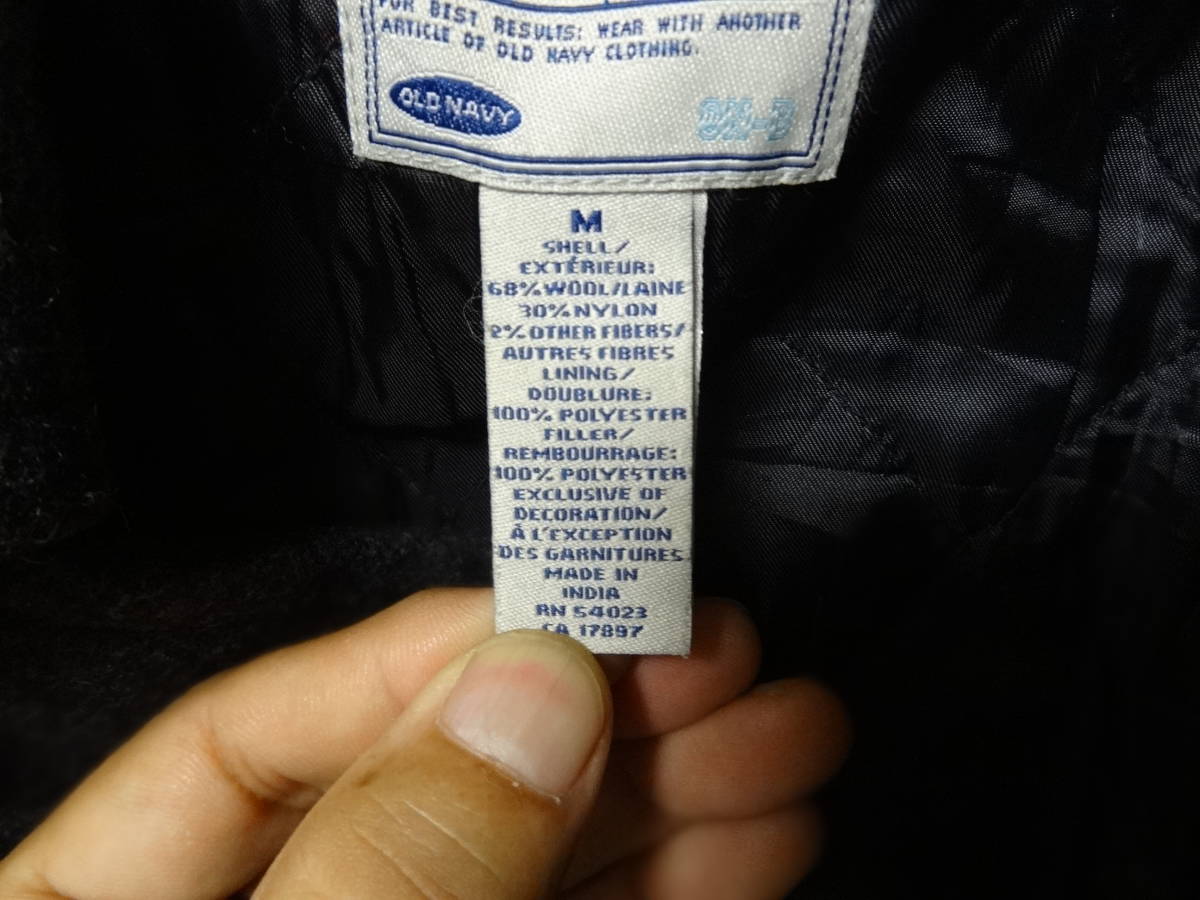 FOR BEST RESULTS: WEAR WITH ANOTHER
ARTICLE OF OLD NAVY CLOTHING.
OLD NAVY
M
SHELL/
EXTÉRIEUR:
68% WOOL/LAINE
30% NYLON
2% OTHER FIBERS/
AUTRES FIBRES
LINING/
DOUBLURE:
100% POLYESTER
FILLER/
REMBOURRAGE:
100% POLYESTER
EXCLUSIVE OF
DECORATION/
À L'EXCEPTION
DES GARNITURES
MADE IN
INDIA
RN 54023
CA 17897